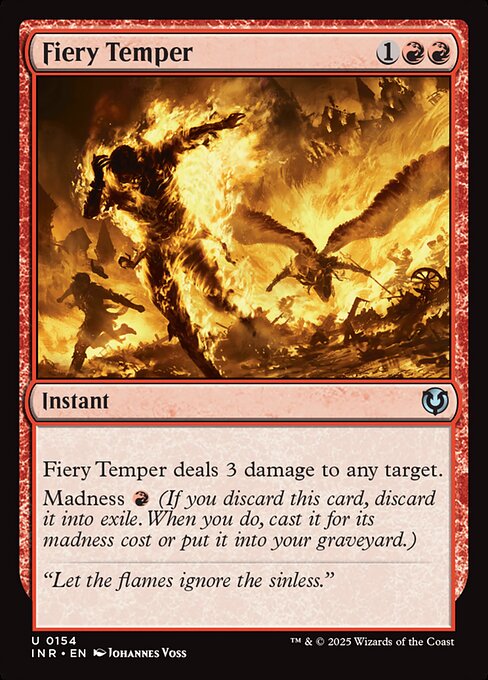 Fiery Temper 1
Instant
Fiery Temper deals 3 damage to any target.
Madness (If you discard this card, discard
it into exile. When you do, cast it for its
madness cost or put it into your graveyard.)
“Let the flames ignore the sinless.”
U 0154 ™ & © 2025 Wizards of the Coast
INR • EN Johannes Voss